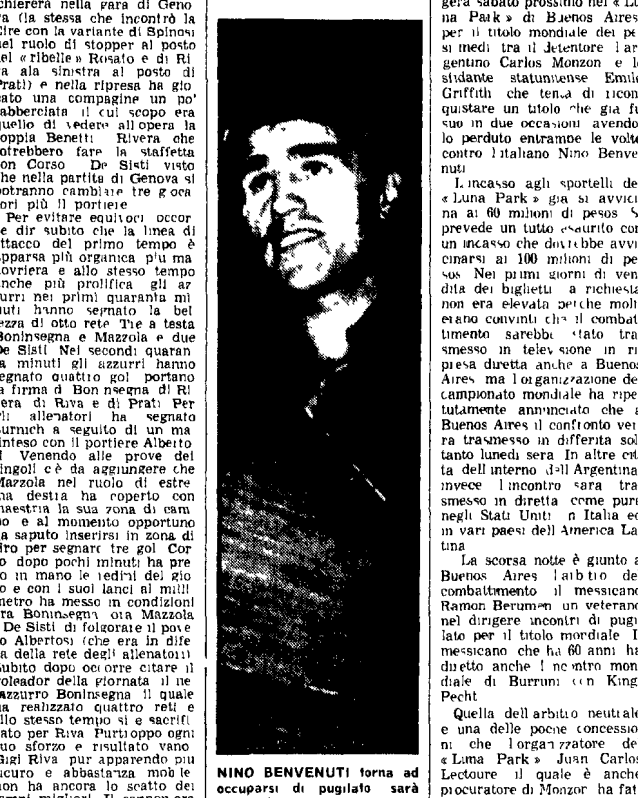 chiererà nella gara di Geno
va (la stessa che incontrò la
Eire con la variante di Spinosi
nel ruolo di stopper al posto
del « ribelle » Rosato e di Ri
va ala sinistra al posto di
Prati) e nella ripresa ha gio
cato una compagine un po'
rabberciata il cui scopo era
quello di vedere all opera la
coppia Benetti Rivera che
potrebbero fare la staffetta
con Corso De Sisti visto
che nella partita di Genova si
potranno cambiare tre gioca
tori più il portiere
Per evitare equivoci occor
re dir subito che la linea di
attacco del primo tempo è
apparsa più organica più ma
novriera e allo stesso tempo
anche più prolifica gli az
zurri nei primi quaranta mi
nuti hanno segnato la bel
lezza di otto rete Tre a testa
Boninsegna e Mazzola e due
De Sisti Nei secondi quaran
ta minuti gli azzurri hanno
segnato quattro gol portano
la firma di Boninsegna di Ri
vera di Riva e di Prati Per
gli allenatori ha segnato
Burnich a seguito di un ma
linteso con il portiere Alberto
si Venendo alle prove dei
singoli c è da aggiungere che
Mazzola nel ruolo di estre
ma destra ha coperto con
maestria la sua zona di cam
po e al momento opportuno
ha saputo inserirsi in zona di
tiro per segnare tre gol Cor
so dopo pochi minuti ha pre
so in mano le redini del gio
co e con i suoi lanci al milli
metro ha messo in condizioni
ora Boninsegna ora Mazzola
De Sisti di folgorare il pove
ro Albertosi (che era in dife
sa della rete degli allenatori)
Subito dopo occorre citare il
goleador della giornata il ne
azzurro Boninsegna il quale
ha realizzato quattro reti e
allo stesso tempo si è sacrifi
cato per Riva Purtroppo ogni
suo sforzo è risultato vano
Gigi Riva pur apparendo più
sicuro e abbastanza mobile
non ha ancora lo scatto dei
NINO BENVENUTI torna ad
occuparsi di pugilato sarà
gerà sabato prossimo nel « Lu
na Park » di Buenos Aires
per il titolo mondiale dei pe
si medi tra il detentore l ar
gentino Carlos Monzon e lo
sfidante statunitense Emile
Griffith che tenta di ricon
quistare un titolo che già fu
suo in due occasioni avendo
lo perduto entrambe le volte
contro l italiano Nino Benve
nuti
L incasso agli sportelli del
« Luna Park » già si avvici
na ai 60 milioni di pesos Si
prevede un tutto esaurito con
un incasso che dovrebbe avvi
cinarsi ai 100 milioni di pe
sos Nei primi giorni di ven
dita dei biglietti a richiesta
non era elevata perche molti
erano convinti che il combat
timento sarebbe stato tra
smesso in televisione in ri
presa diretta anche a Buenos
Aires ma l organizzazione del
campionato mondiale ha ripe
tutamente annunciato che a
Buenos Aires il confronto ver
rà trasmesso in differita sol
tanto lunedi sera In altre cit
tà dell interno dell Argentina
invece l incontro sarà tra
smesso in diretta come pure
negli Stati Uniti in Italia ed
in vari paesi dell America La
tina
La scorsa notte è giunto a
Buenos Aires l arbitro del
combattimento il messicano
Ramon Berumen un veterano
nel dirigere incontri di pugi
lato per il titolo mondiale Il
messicano che ha 60 anni ha
diretto anche l incontro mon
diale di Burruni con King
Pecht
Quella dell arbitro neutrale
è una delle poche concessio
ni che l organizzatore del
« Luna Park » Juan Carlos
Lectoure il quale è anche
procuratore di Monzon ha fat